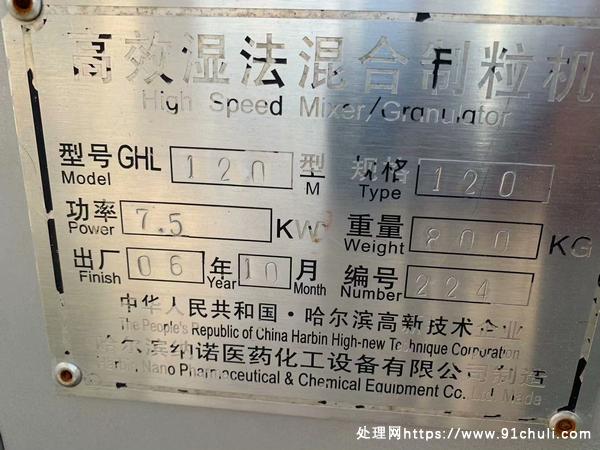 高效湿法混合制粒机
High Speed Mixer/Granulator
型号 GHL 120 型 规格 120
Model M Type
功率 7.5 KW 重量 800 KG
Power Weight
出厂 06 年 10 月 编号 224
Finish Year Month Number
中华人民共和国·哈尔滨高新技术企业
The People's Republic of China Harbin High-new Technique Corporation
哈尔滨纳诺医药化工设备有限公司制造
Harbin Nano Pharmaceutical & Chemical Equipment Co. Ltd. Made
处理网https://www.91chuli.com/